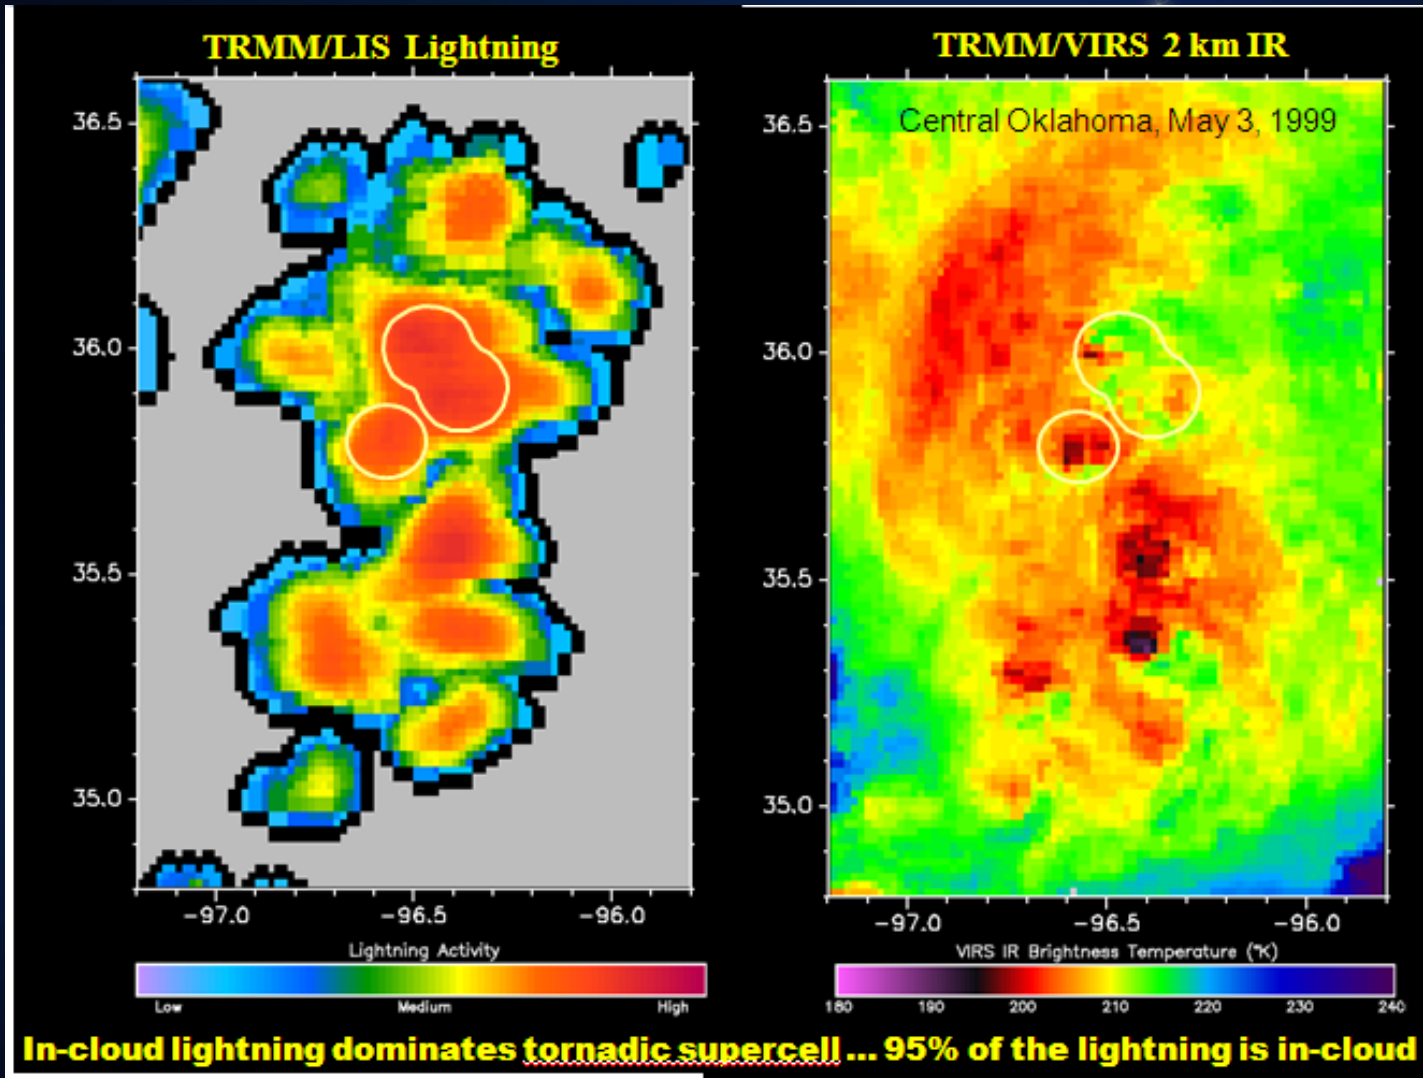 TRMM/LIS Lightning
TRMM/VIRS 2 km IR
Central Oklahoma, May 3, 1999
36.5
36.0
35.5
35.0
-97.0
-96.5
-96.0
Lightning Activity
Low
Medium
High
36.5
36.0
35.5
35.0
-97.0
-96.5
-96.0
VIRS IR Brightness Temperature (°K)
180
190
200
210
220
230
240
In-cloud lightning dominates tornadic supercell ... 95% of the lightning is in-cloud